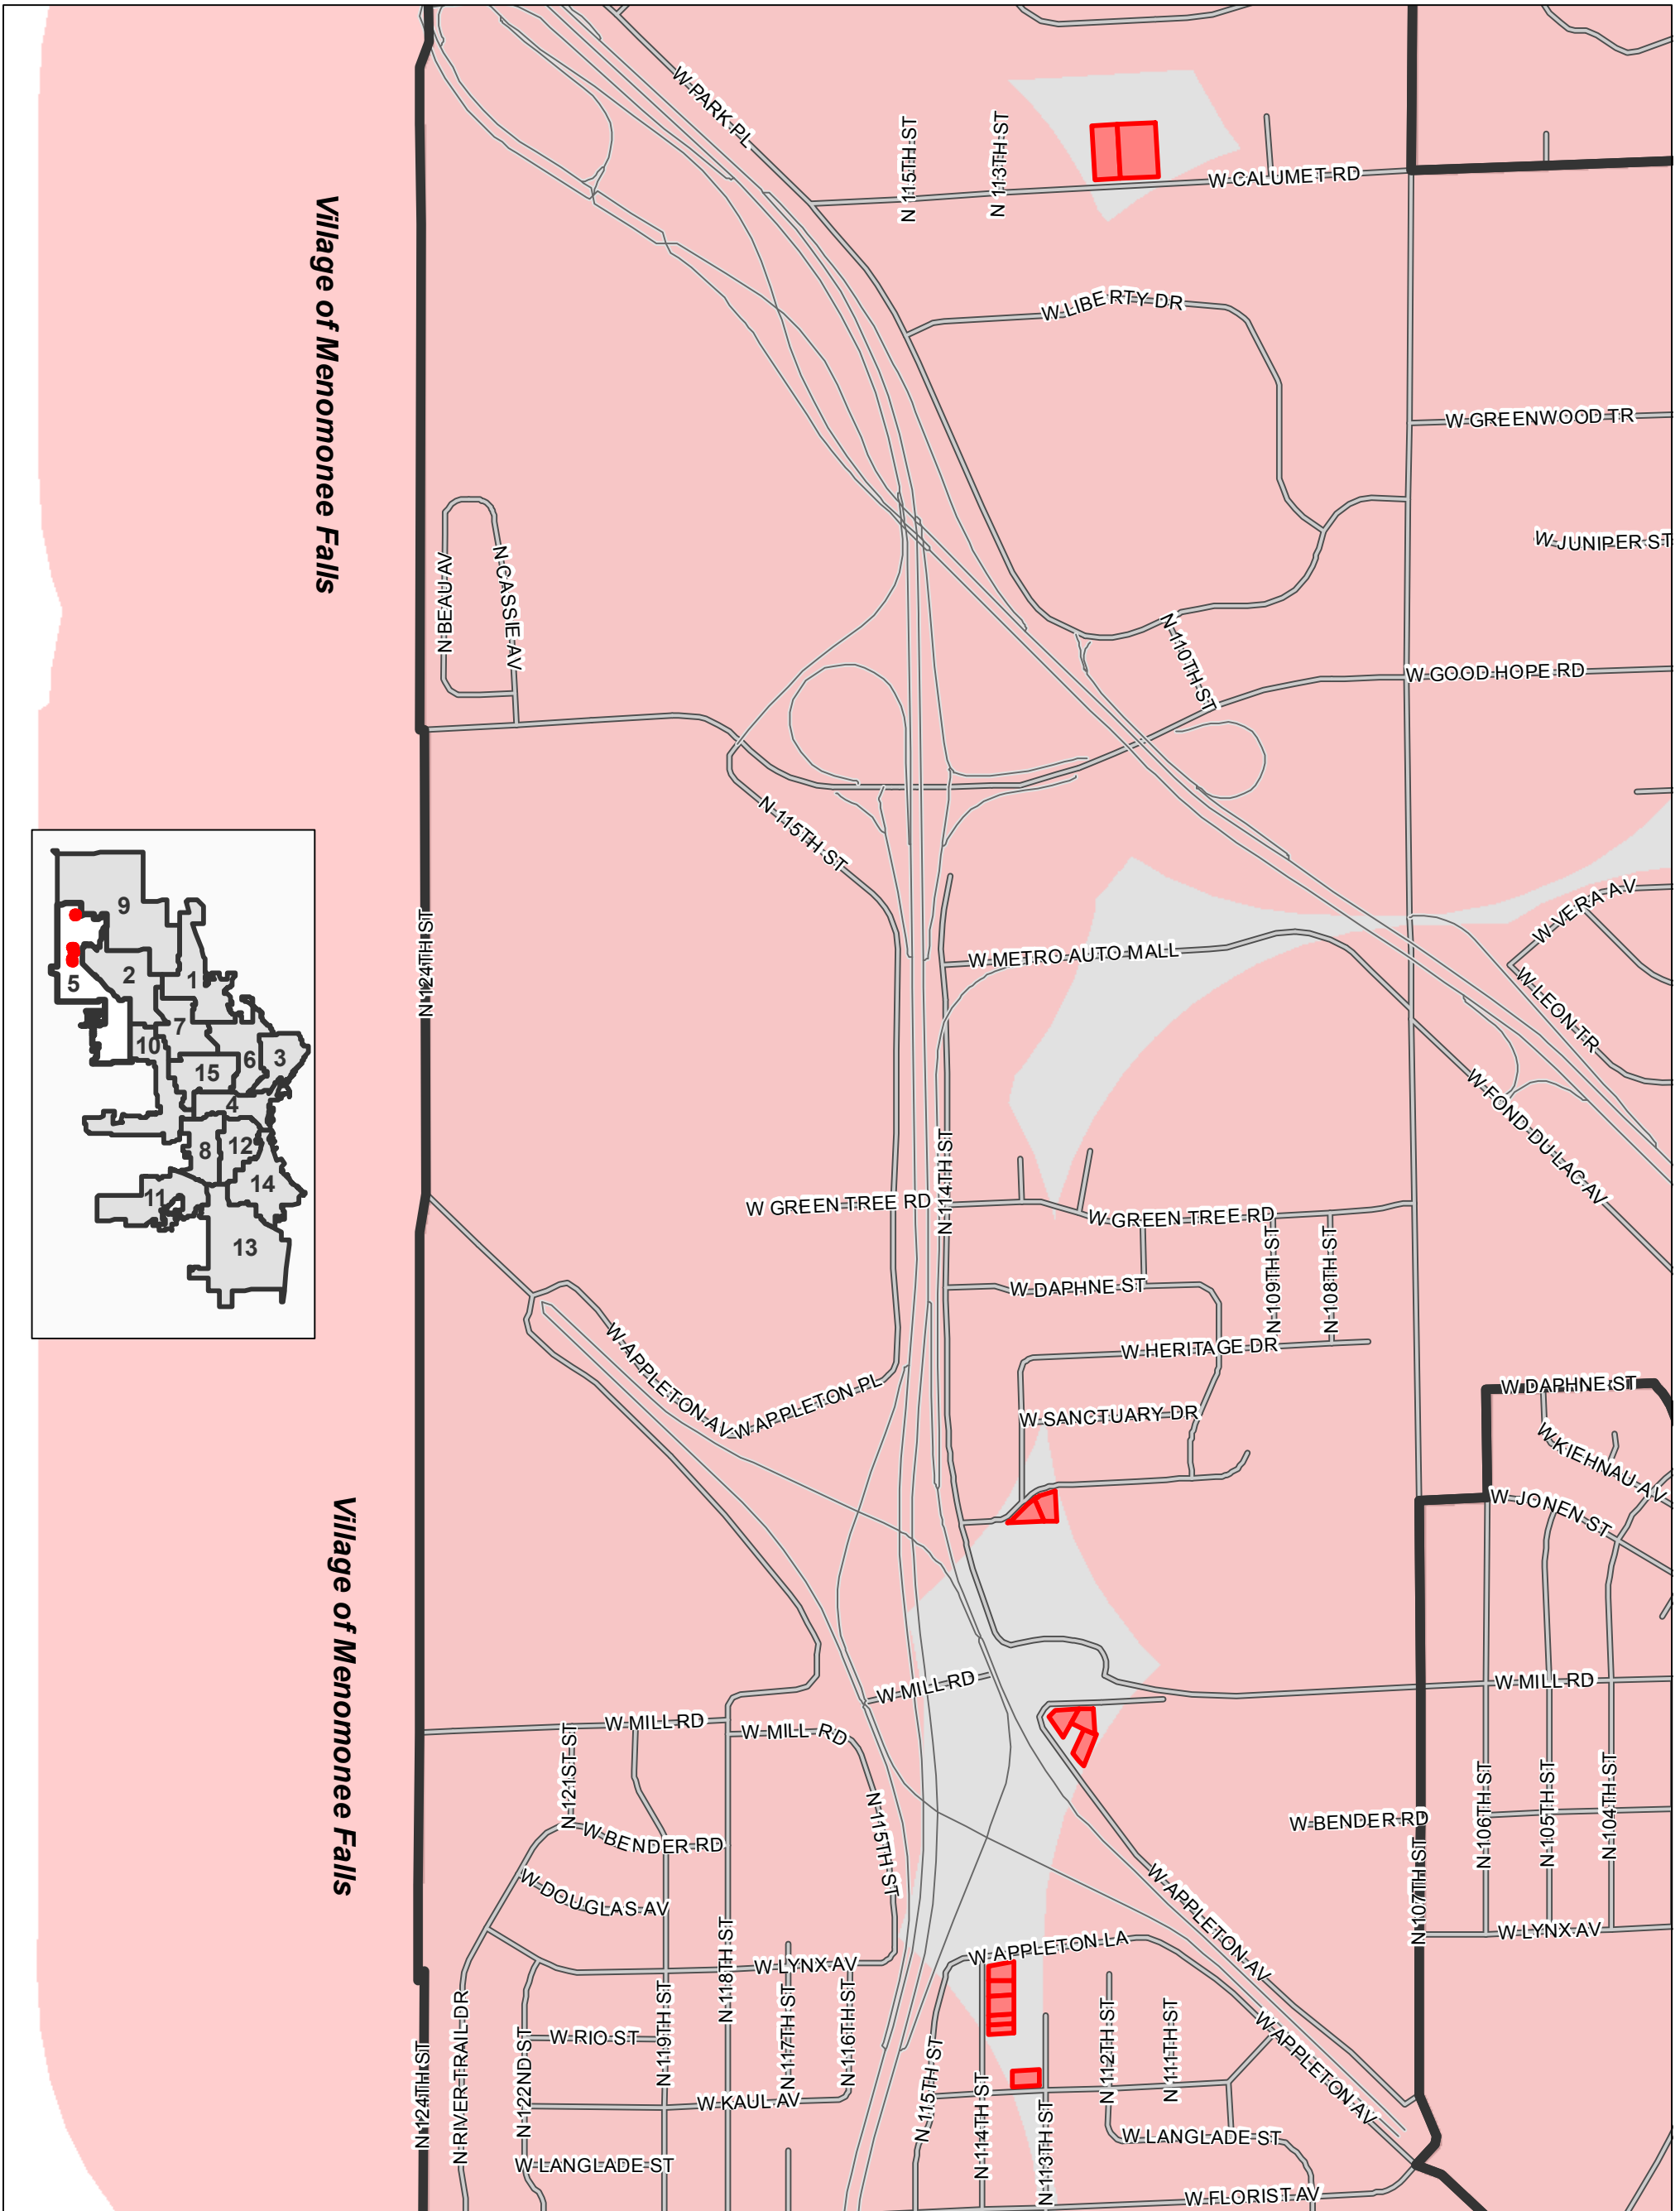 W PARK PL
N 115TH ST
N 113TH ST
W CALUMET RD
Village of Menomonee Falls
W LIBERTY DR
W GREENWOOD TR
W JUNIPER ST
N BEAU AV
N CASSIE AV
N 110TH ST
W GOOD HOPE RD
N 115TH ST
W VERA AV
W METRO AUTO MALL
W LEON TR
N 124TH ST
W FOND DU LAC AV
9
2
1
5
7
10
6
3
15
4
8
12
14
11
13
N 114TH ST
W GREEN TREE RD
W GREEN TREE RD
N 109TH ST
N 108TH ST
W DAPHNE ST
W HERITAGE DR
W APPLETON AV
W APPLETON PL
W SANCTUARY DR
W DAPHNE ST
W KIEHNAU AV
W JONEN ST
Village of Menomonee Falls
W MILL RD
W MILL RD
W MILL RD
W MILL RD
N 121ST ST
W BENDER RD
N 115TH ST
W BENDER RD
N 106TH ST
N 105TH ST
N 104TH ST
W DOUGLAS AV
N 107TH ST
W APPLETON AV
W LYNX AV
W APPLETON LA
N 118TH ST
W LYNX AV
N RIVER TRAIL DR
N 122ND ST
W RIO ST
N 119TH ST
N 117TH ST
N 116TH ST
N 115TH ST
N 114TH ST
N 112TH ST
N 111TH ST
W APPLETON AV
N 124TH ST
W KAUL AV
N 113TH ST
W LANGLADE ST
W LANGLADE ST
W FLORIST AV